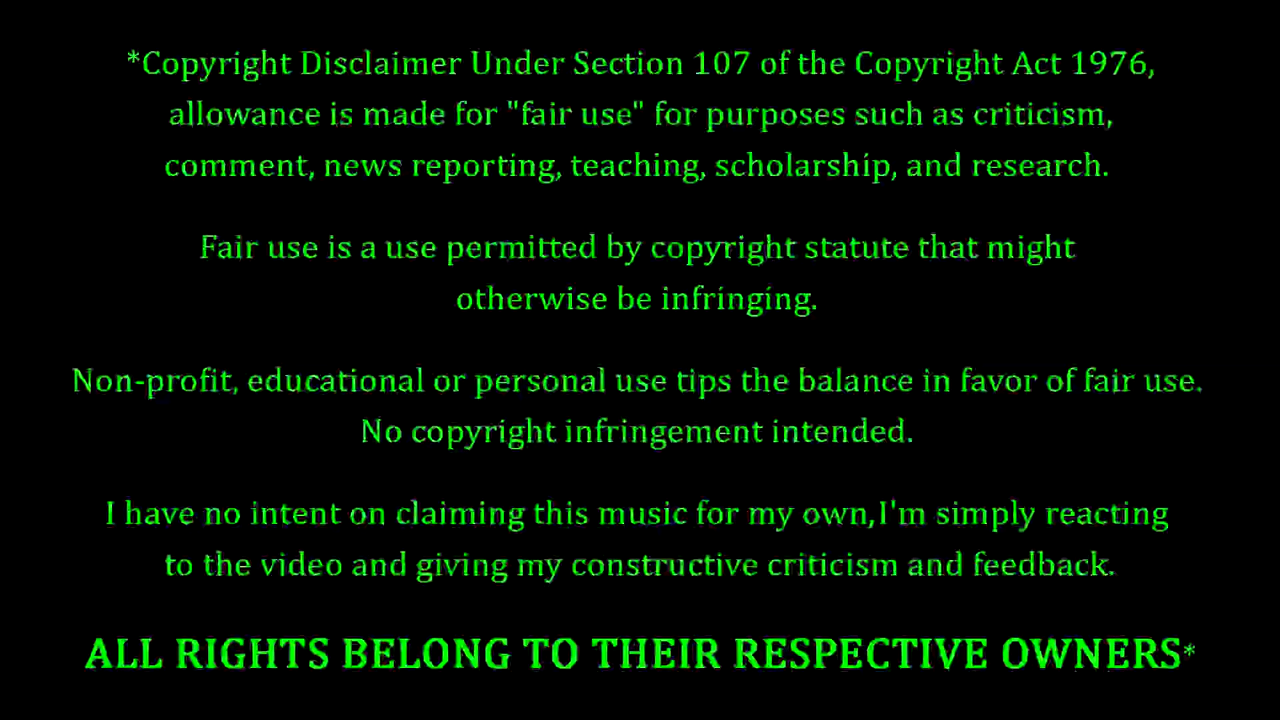 *Copyright Disclaimer Under Section 107 of the Copyright Act 1976,
allowance is made for "fair use" for purposes such as criticism,
comment, news reporting, teaching, scholarship, and research.
Fair use is a use permitted by copyright statute that might
otherwise be infringing.
Non-profit, educational or personal use tips the balance in favor of fair use.
No copyright infringement intended.
I have no intent on claiming this music for my own,I'm simply reacting
to the video and giving my constructive criticism and feedback.
ALL RIGHTS BELONG TO THEIR RESPECTIVE OWNERS*